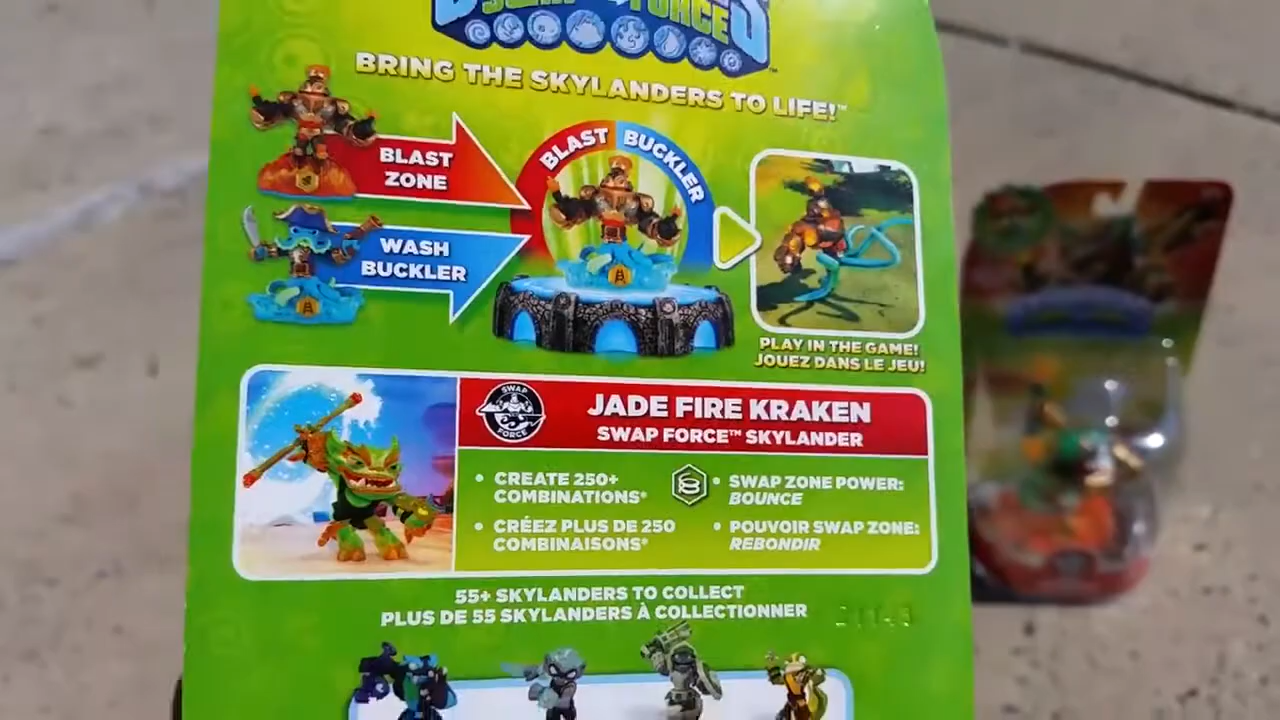 SWAP FORCE
BRING THE SKYLANDERS TO LIFE!™
BLAST
ZONE
WASH
BUCKLER
BLAST BUCKLER
PLAY IN THE GAME!
JOUEZ DANS LE JEU!
SWAP
FORCE
JADE FIRE KRAKEN
SWAP FORCE™ SKYLANDER
• CREATE 250+
COMBINATIONS*
• CRÉEZ PLUS DE 250
COMBINAISONS*
• SWAP ZONE POWER:
BOUNCE
• POUVOIR SWAP ZONE:
REBONDIR
55+ SKYLANDERS TO COLLECT
PLUS DE 55 SKYLANDERS À COLLECTIONNER